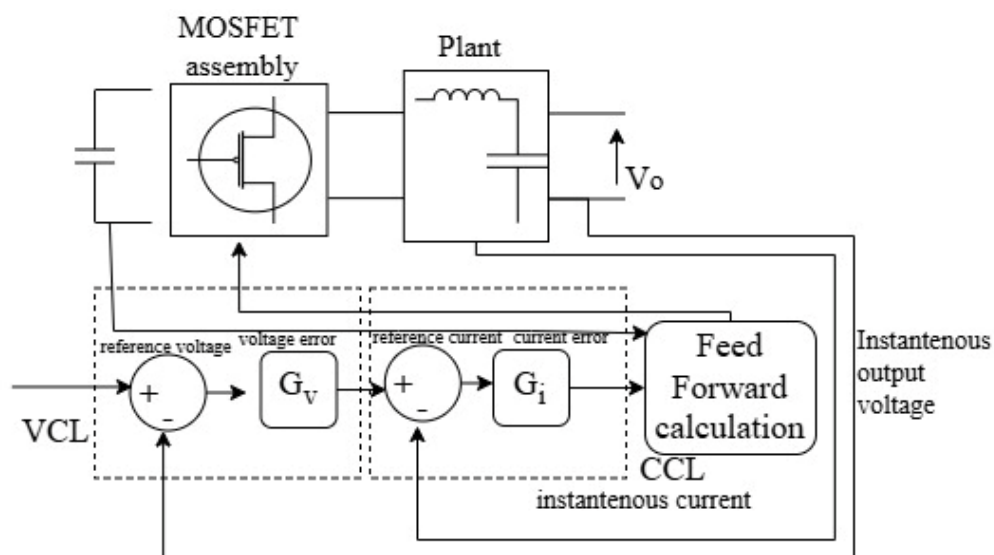 MOSFET
assembly
Plant
Vo
reference voltage
voltage error
reference current
current error
+
-
Gv
+
-
Gi
Feed
Forward
calculation
Instantenous
output
voltage
VCL
CCL
instantenous current